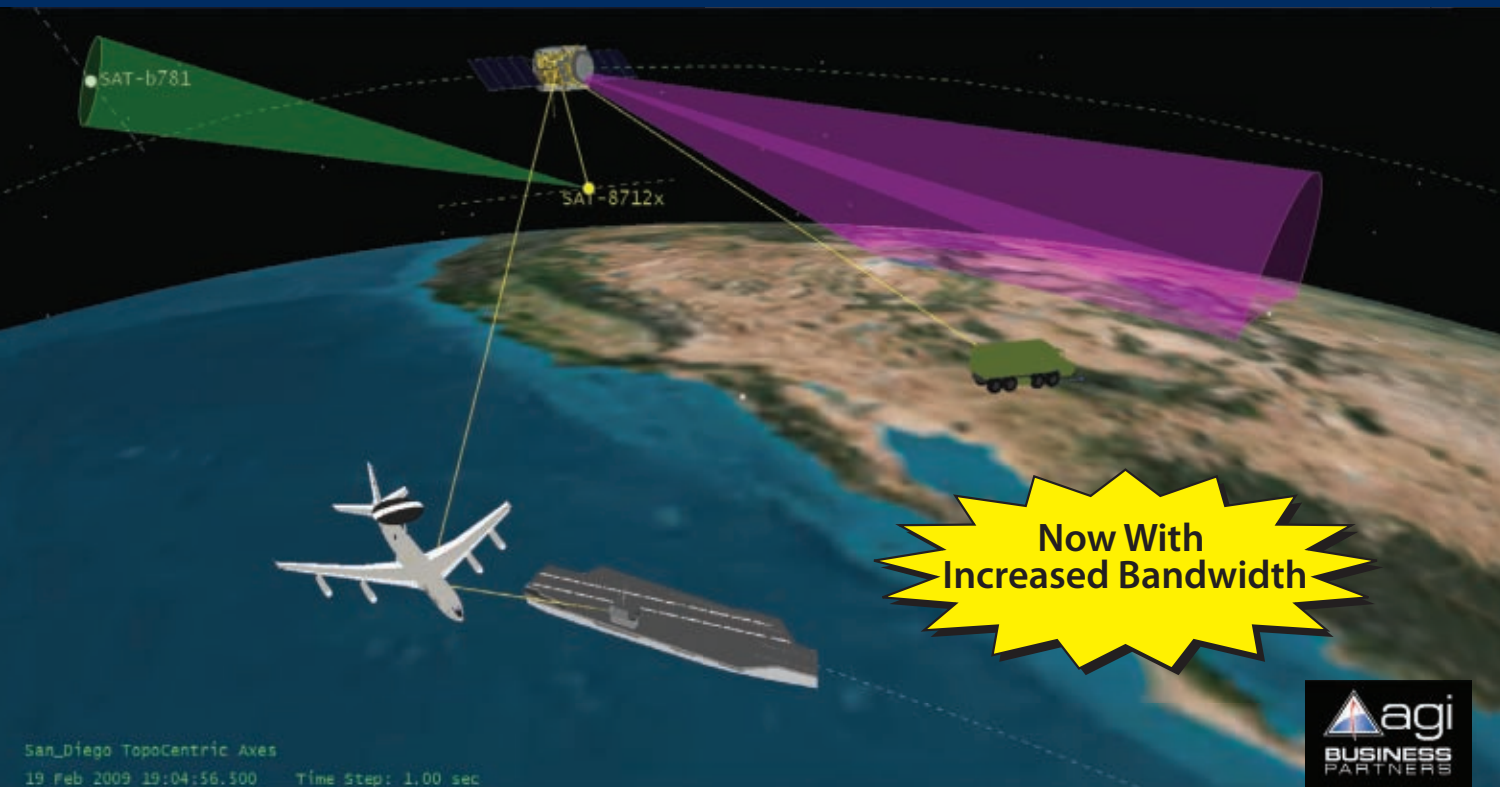 SAT-b781
SAT-8712x
Now With
Increased Bandwidth
San_Diego TopoCentric Axes
19 Feb 2009 19:04:56.500 Time Step: 1.00 sec
agi
BUSINESS
PARTNERS